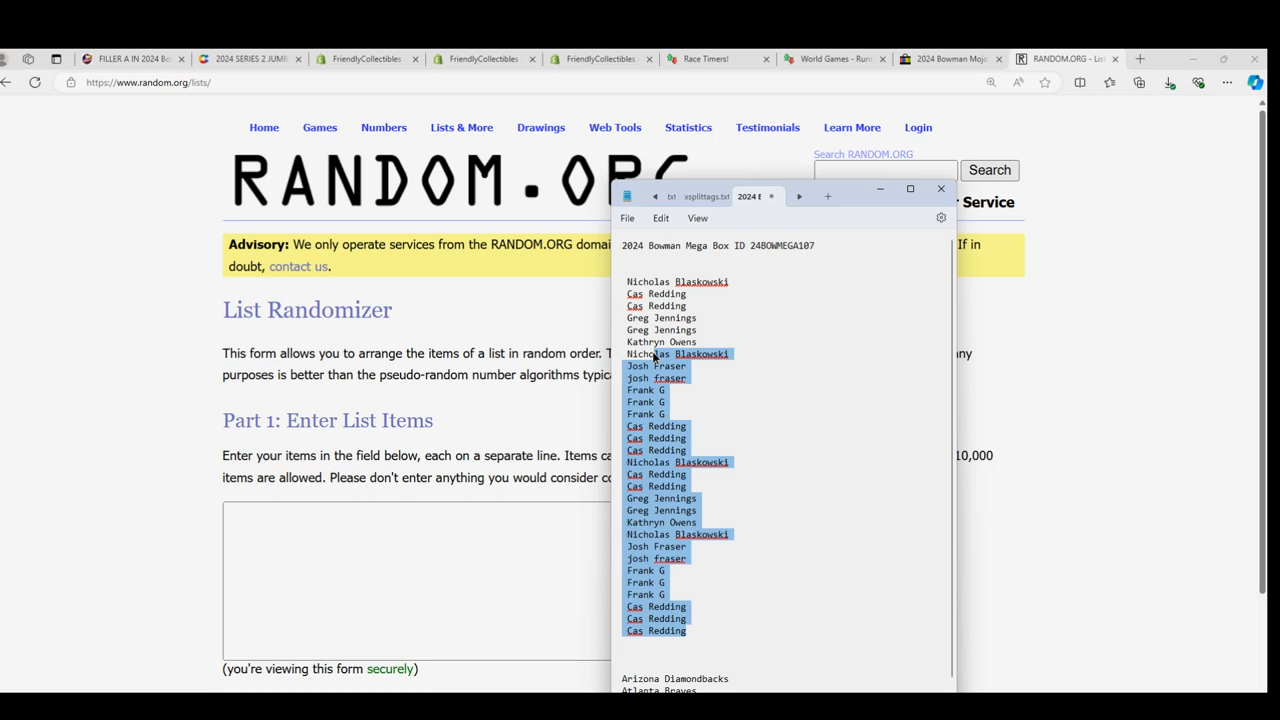 FILLER A IN 2024 Bo
2024 SERIES 2 JUMB
FriendlyCollectibles
FriendlyCollectibles
FriendlyCollectibles
Race Timers!
World Games - Run
2024 Bowman Mojo
RANDOM.ORG - List
https://www.random.org/lists/
Home Games Numbers Lists & More Drawings Web Tools Statistics Testimonials Learn More Login
RANDOM.ORG
Search RANDOM.ORG
Search
Service
Advisory: We only operate services from the RANDOM.ORG domai
If in
doubt, contact us.
List Randomizer
This form allows you to arrange the items of a list in random order. T
ny
purposes is better than the pseudo-random number algorithms typic
Part 1: Enter List Items
Enter your items in the field below, each on a separate line. Items ca
10,000
items are allowed. Please don't enter anything you would consider co
(you're viewing this form securely)
txt
xsplittags.txt
2024 E
File Edit View
2024 Bowman Mega Box ID 24BOWMEGA107
Nicholas Blaskowski
Cas Redding
Cas Redding
Greg Jennings
Greg Jennings
Kathryn Owens
Nicholas Blaskowski
Josh Fraser
josh fraser
Frank G
Frank G
Frank G
Cas Redding
Cas Redding
Cas Redding
Nicholas Blaskowski
Cas Redding
Cas Redding
Greg Jennings
Greg Jennings
Kathryn Owens
Nicholas Blaskowski
Josh Fraser
josh fraser
Frank G
Frank G
Frank G
Cas Redding
Cas Redding
Cas Redding
Arizona Diamondbacks
Atlanta Braves